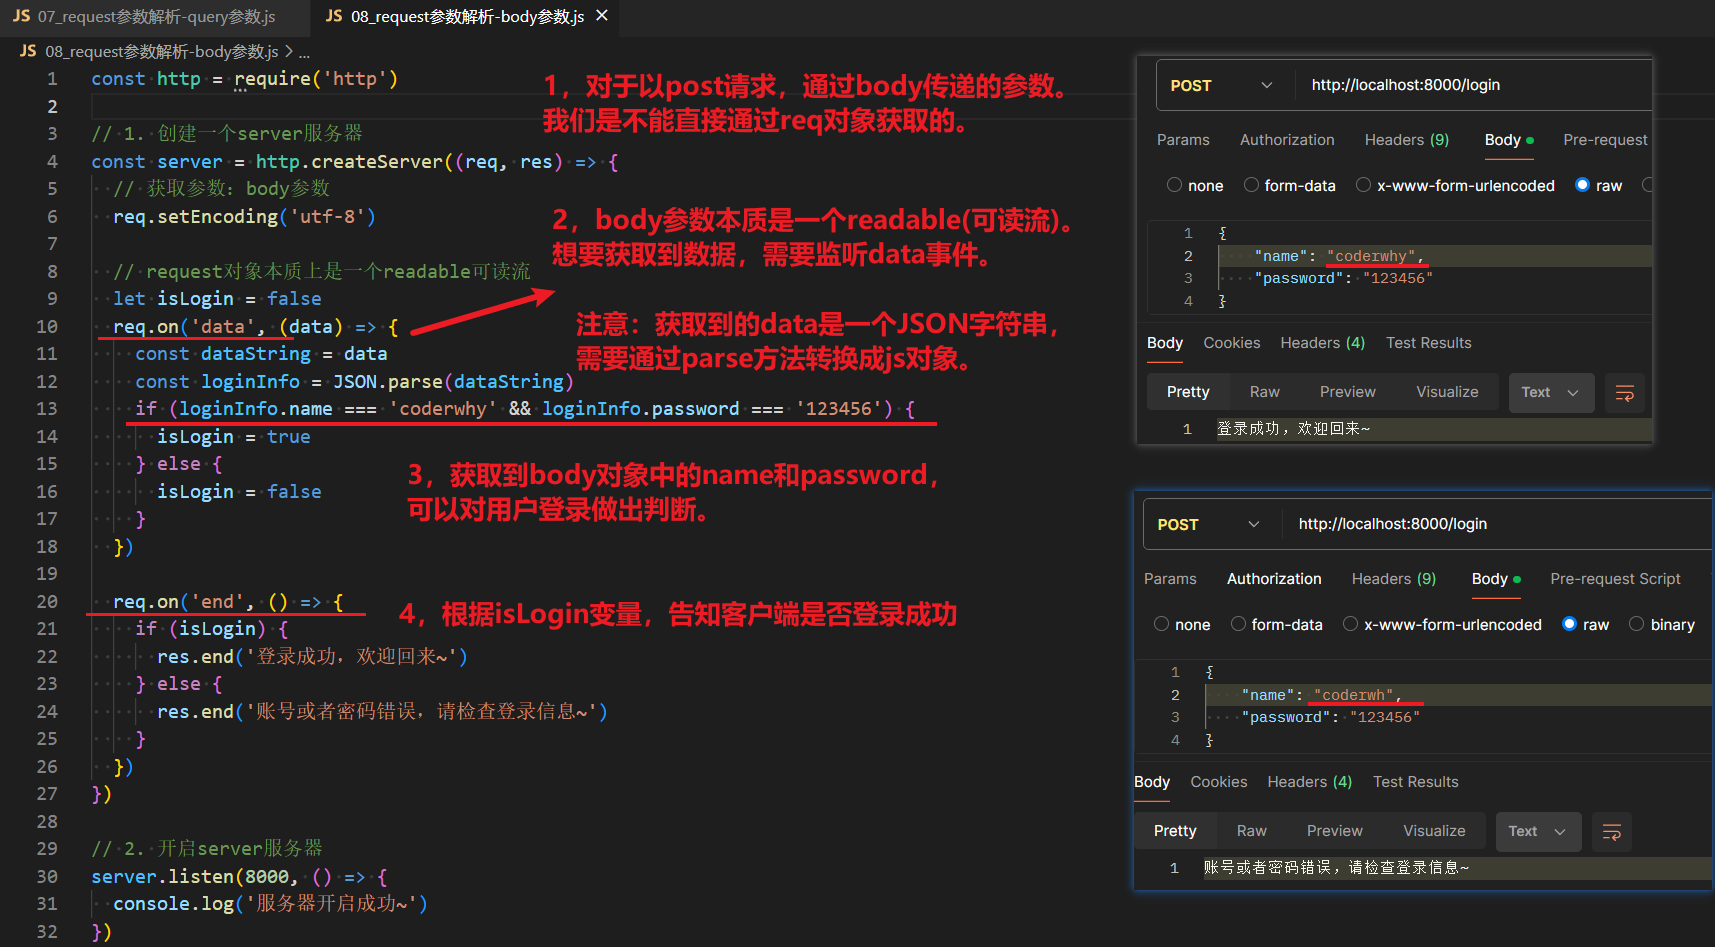 JS 07_request参数解析-query参数.js
JS 08_request参数解析-body参数.js ×
JS 08_request参数解析-body参数.js > ...
1 const http = require('http')
2
3 // 1. 创建一个server服务器
4 const server = http.createServer((req, res) => {
5 // 获取参数: body参数
6 req.setEncoding('utf-8')
7
8 // request对象本质上是一个readable可读流
9 let isLogin = false
10 req.on('data', (data) => {
11 const dataString = data
12 const loginInfo = JSON.parse(dataString)
13 if (loginInfo.name === 'coderwhy' && loginInfo.password === '123456') {
14 isLogin = true
15 } else {
16 isLogin = false
17 }
18 })
19
20 req.on('end', () => {
21 if (isLogin) {
22 res.end('登录成功, 欢迎回来~')
23 } else {
24 res.end('账号或者密码错误, 请检查登录信息~')
25 }
26 })
27 })
28
29 // 2. 开启server服务器
30 server.listen(8000, () => {
31 console.log('服务器开启成功~')
32 })
1，对于以post请求，通过body传递的参数。
我们是不能直接通过req对象获取的。
2，body参数本质是一个readable(可读流)。
想要获取到数据，需要监听data事件。
注意：获取到的data是一个JSON字符串，
需要通过parse方法转换成js对象。
3，获取到body对象中的name和password，
可以对用户登录做出判断。
4，根据isLogin变量，告知客户端是否登录成功
POST http://localhost:8000/login
Params Authorization Headers (9) Body Pre-request
none form-data x-www-form-urlencoded raw
1 {
2 "name": "coderwhy",
3 "password": "123456"
4 }
Body Cookies Headers (4) Test Results
Pretty Raw Preview Visualize Text
1 登录成功, 欢迎回来~
POST http://localhost:8000/login
Params Authorization Headers (9) Body Pre-request Script
none form-data x-www-form-urlencoded raw binary
1 {
2 "name": "coderwh",
3 "password": "123456"
4 }
Body Cookies Headers (4) Test Results
Pretty Raw Preview Visualize Text
1 账号或者密码错误, 请检查登录信息~